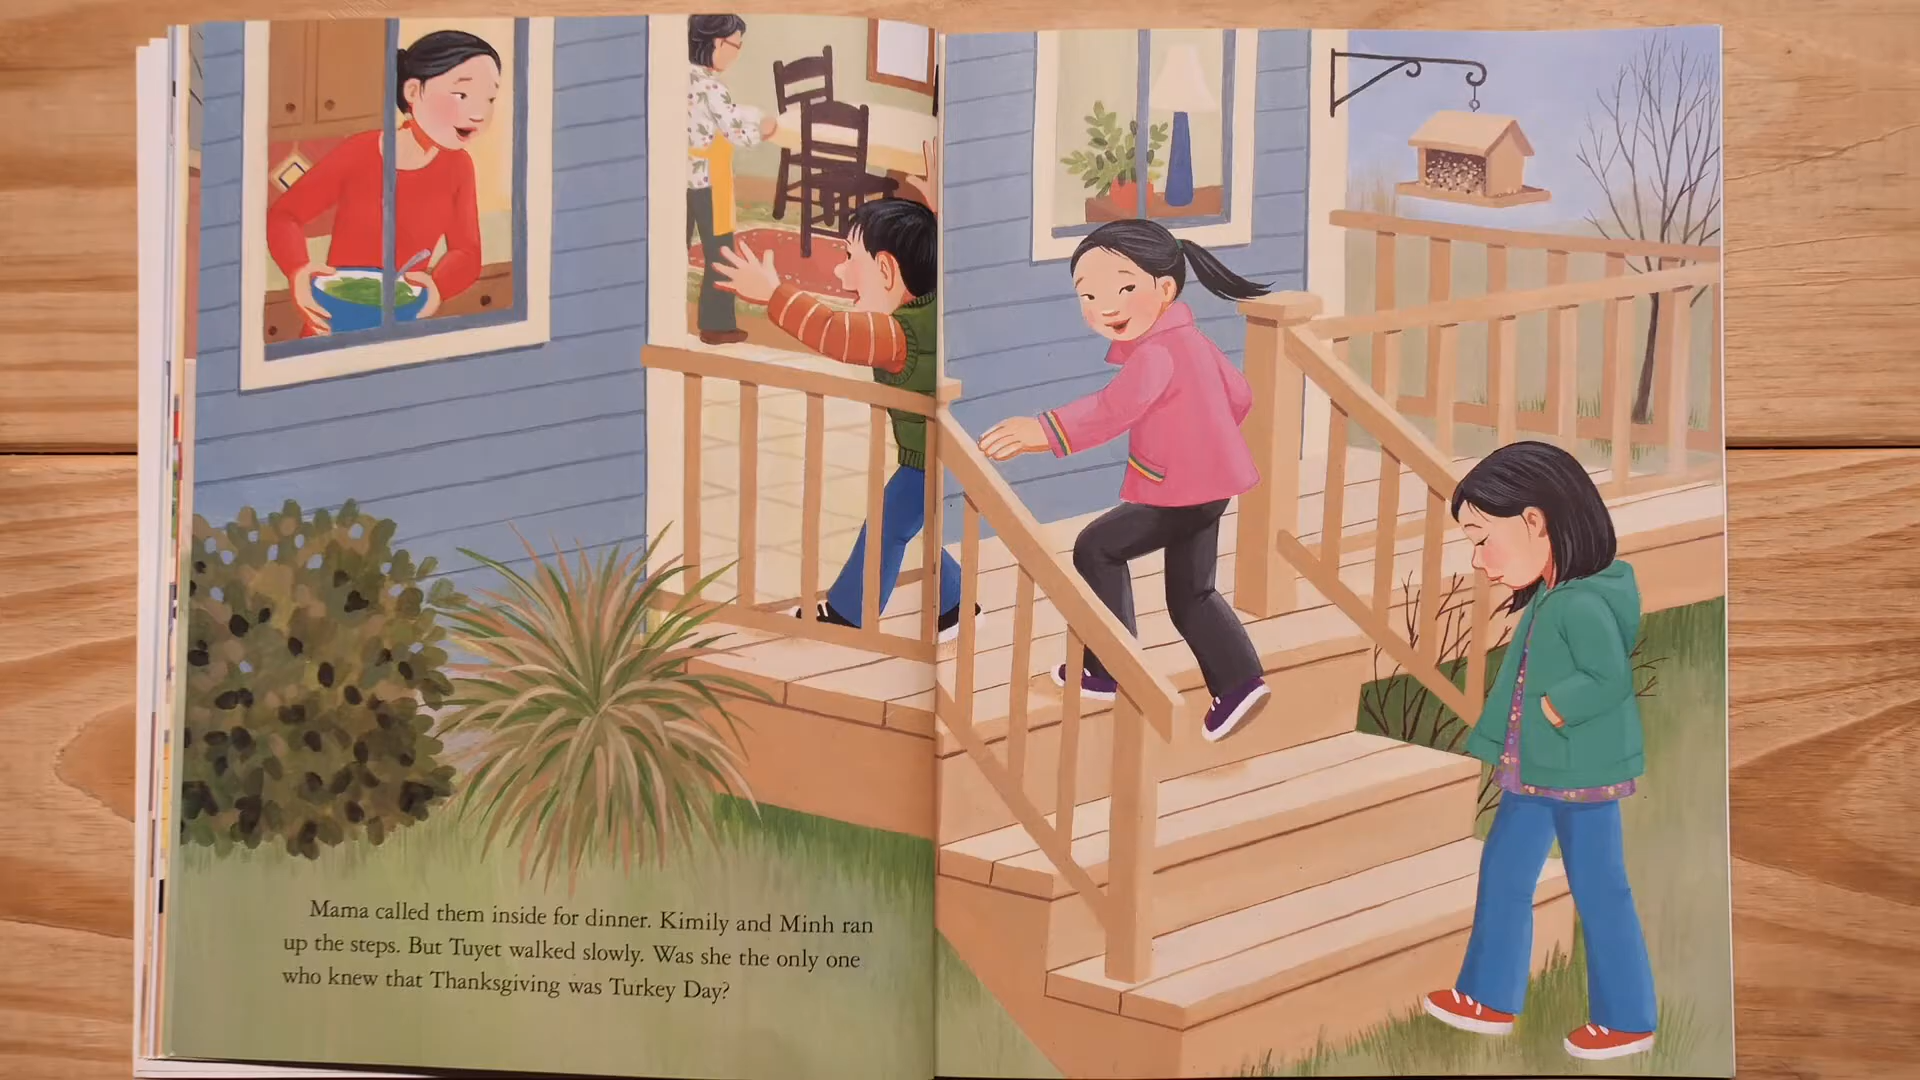 Mama called them inside for dinner. Kimily and Minh ran
up the steps. But Tuyet walked slowly. Was she the only one
who knew that Thanksgiving was Turkey Day?